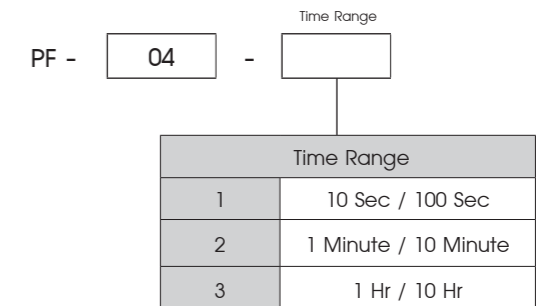 Time Range
PF - 04 -
Time Range
1 10 Sec / 100 Sec
2 1 Minute / 10 Minute
3 1 Hr / 10 Hr